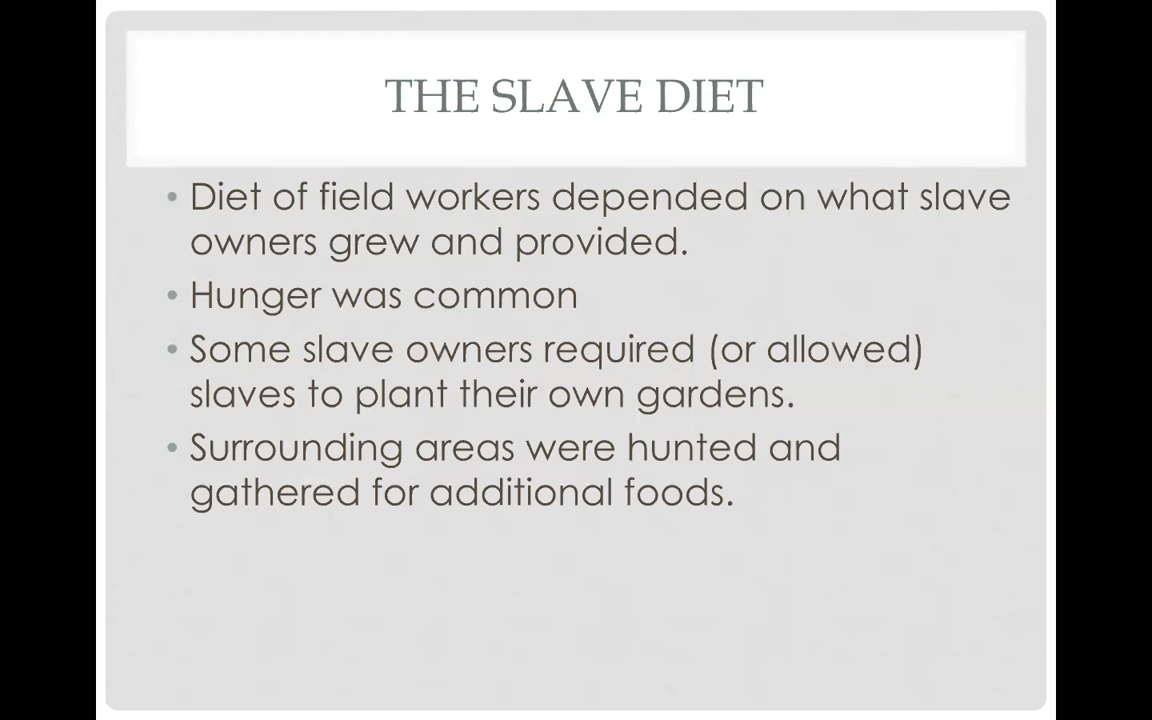 THE SLAVE DIET
• Diet of field workers depended on what slave
owners grew and provided.
• Hunger was common
• Some slave owners required (or allowed)
slaves to plant their own gardens.
• Surrounding areas were hunted and
gathered for additional foods.